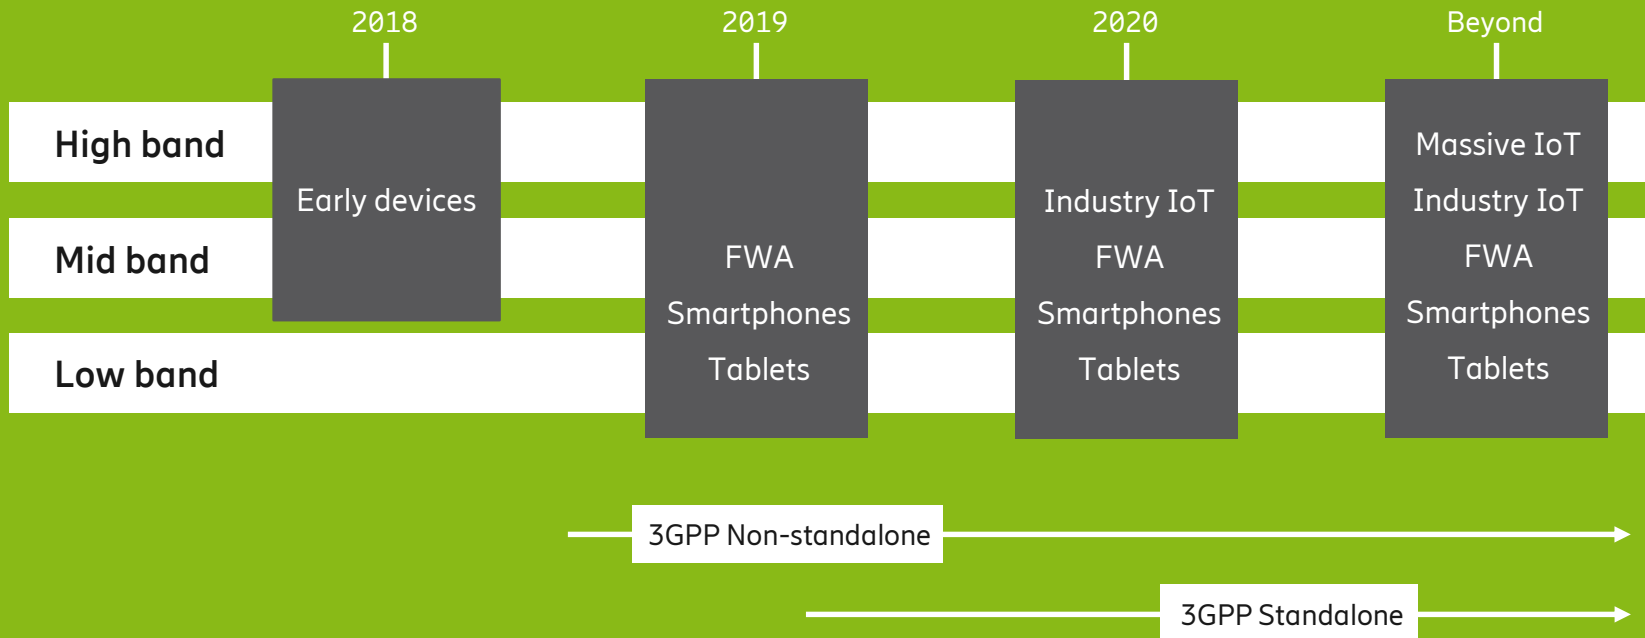 2018
2019
2020
Beyond
High band
Mid band
Low band
Early devices
FWA
Smartphones
Tablets
Industry IoT
FWA
Smartphones
Tablets
Massive IoT
Industry IoT
FWA
Smartphones
Tablets
3GPP Non-standalone
3GPP Standalone